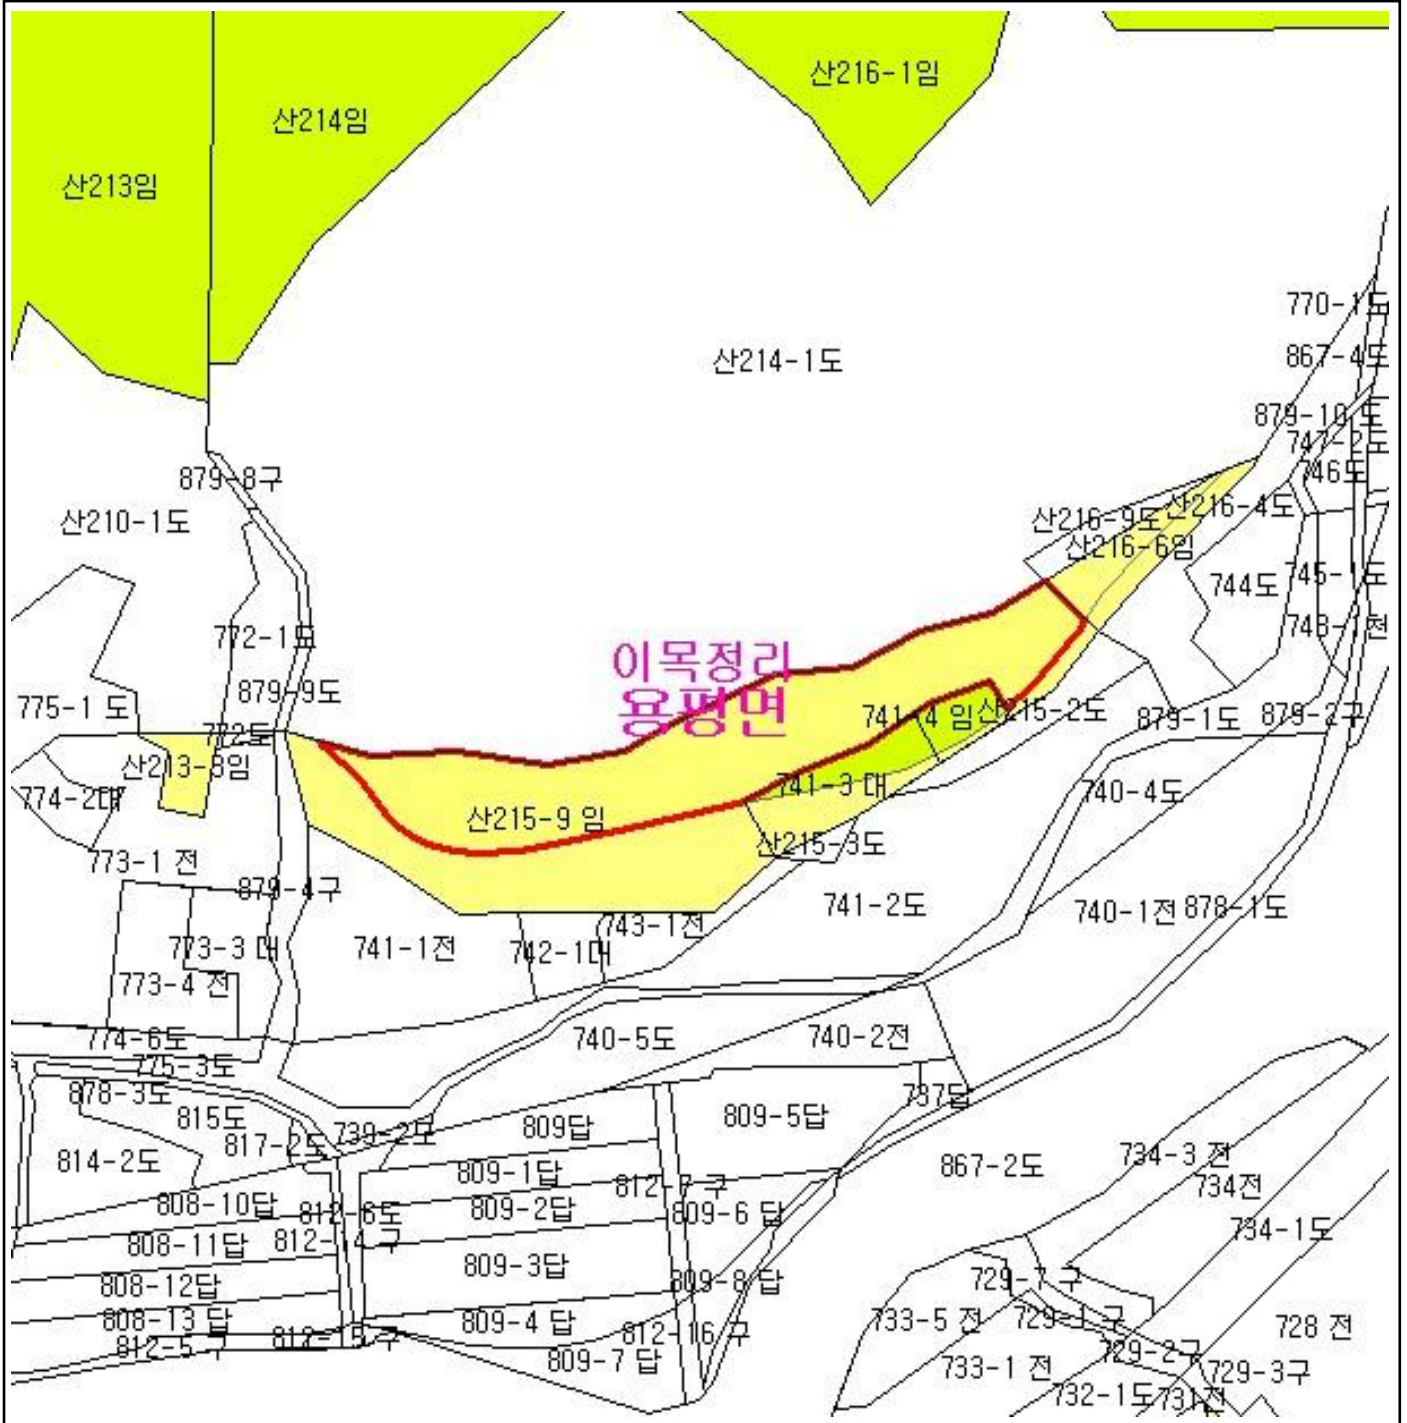 산216-1임
산214임
산213임
770-1도
867-4도
산214-1도
879-10 도
747-2도
746도
879-8구
산210-1도
산216-9도
산216-4도
산216-6임
744도
745-1도
748-1천
772-1도
이목정리
879-9도
775-1 도
용평면
741-4 임
산215-2도
879-1도
879-2구
772도
산213-8임
774-2대
741-3 대
740-4도
산215-9 임
산215-3도
773-1 전
879-4구
741-2도
740-1전
878-1도
743-1전
773-3 대
741-1전
742-1대
773-4 전
774-6도
740-5도
740-2전
775-3도
878-3도
737답
815도
809답
809-5답
817-2도
739-2도
814-2도
867-2도
734-3 전
809-1답
812-7 구
734전
808-10답
812-6도
809-2답
809-6 답
734-1도
808-11답
812-14 구
809-3답
729-7 구
808-12답
809-8 답
808-13 답
809-4 답
733-5 전
729-1 구
728 전
812-5 구
812-15 구
812-16 구
809-7 답
729-2구
733-1 전
729-3구
732-1도
731전